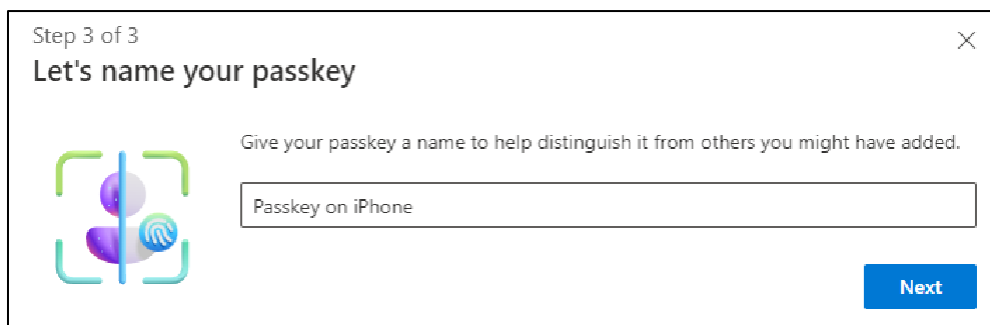 Step 3 of 3
Let's name your passkey
Give your passkey a name to help distinguish it from others you might have added.
Passkey on iPhone
Next